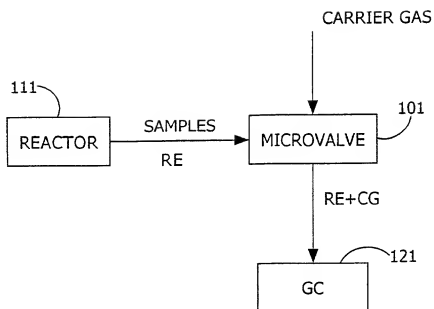 CARRIER GAS
111
SAMPLES
101
REACTOR
MICROVALVE
RE
RE+CG
121
GC